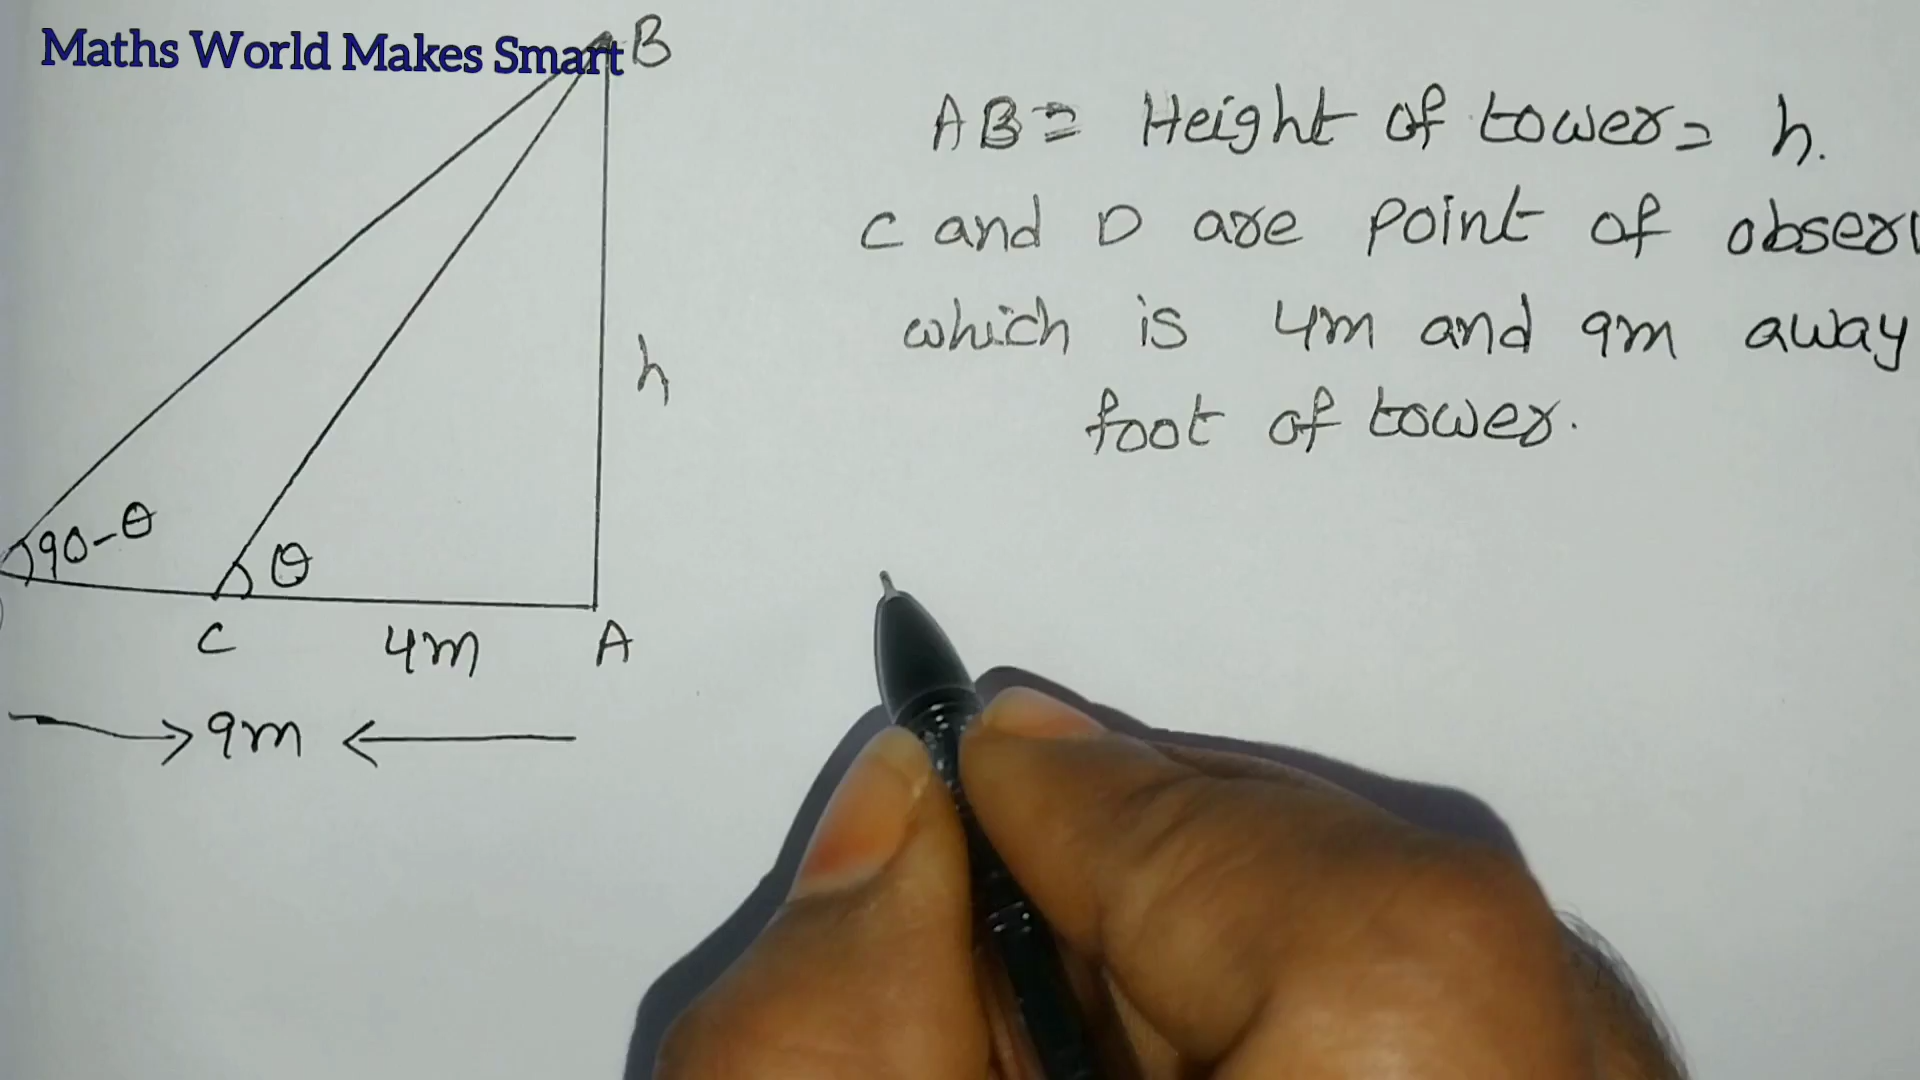 Maths World Makes Smart
B
AB = Height of tower = h.
C and D are point of observ
which is 4m and 9m away
foot of tower.
h
90-θ
θ
C 4m A
9m